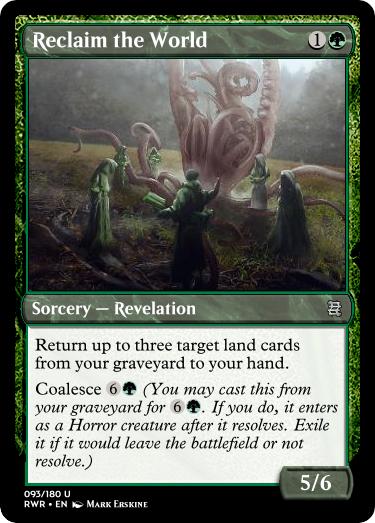 Reclaim the World 1
Sorcery — Revelation
Return up to three target land cards
from your graveyard to your hand.
Coalesce 6 (You may cast this from
your graveyard for 6. If you do, it enters
as a Horror creature after it resolves. Exile
it if it would leave the battlefield or not
resolve.)
5/6
093/180 U
RWR • EN Mark Erskine